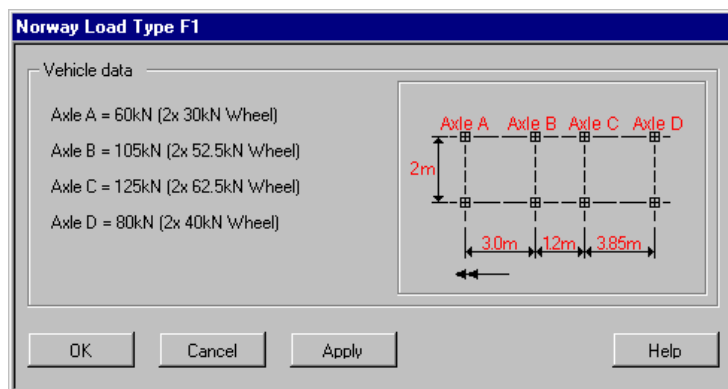 Norway Load Type F1
Vehicle data
Axle A = 60kN (2x 30kN Wheel)
Axle B = 105kN (2x 52.5kN Wheel)
Axle C = 125kN (2x 62.5kN Wheel)
Axle D = 80kN (2x 40kN Wheel)
Axle A Axle B Axle C Axle D
2m
3.0m 1.2m 3.85m
OK Cancel Apply Help